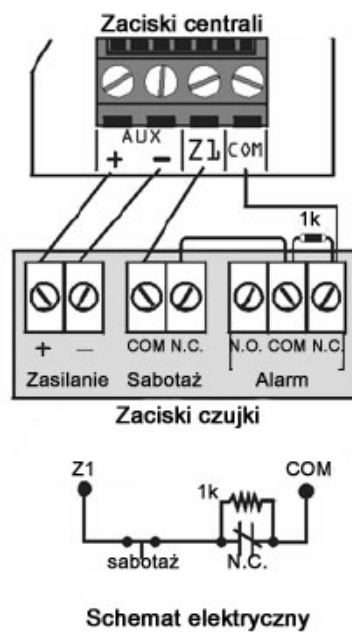 Zaciski centrali
AUX
+ - Z1 COM
1k
+ — COM N.C. N.O. COM N.C.
Zasilanie Sabotaż Alarm
Zaciski czujki
Z1 COM
1k
sabotaż N.C.
Schemat elektryczny